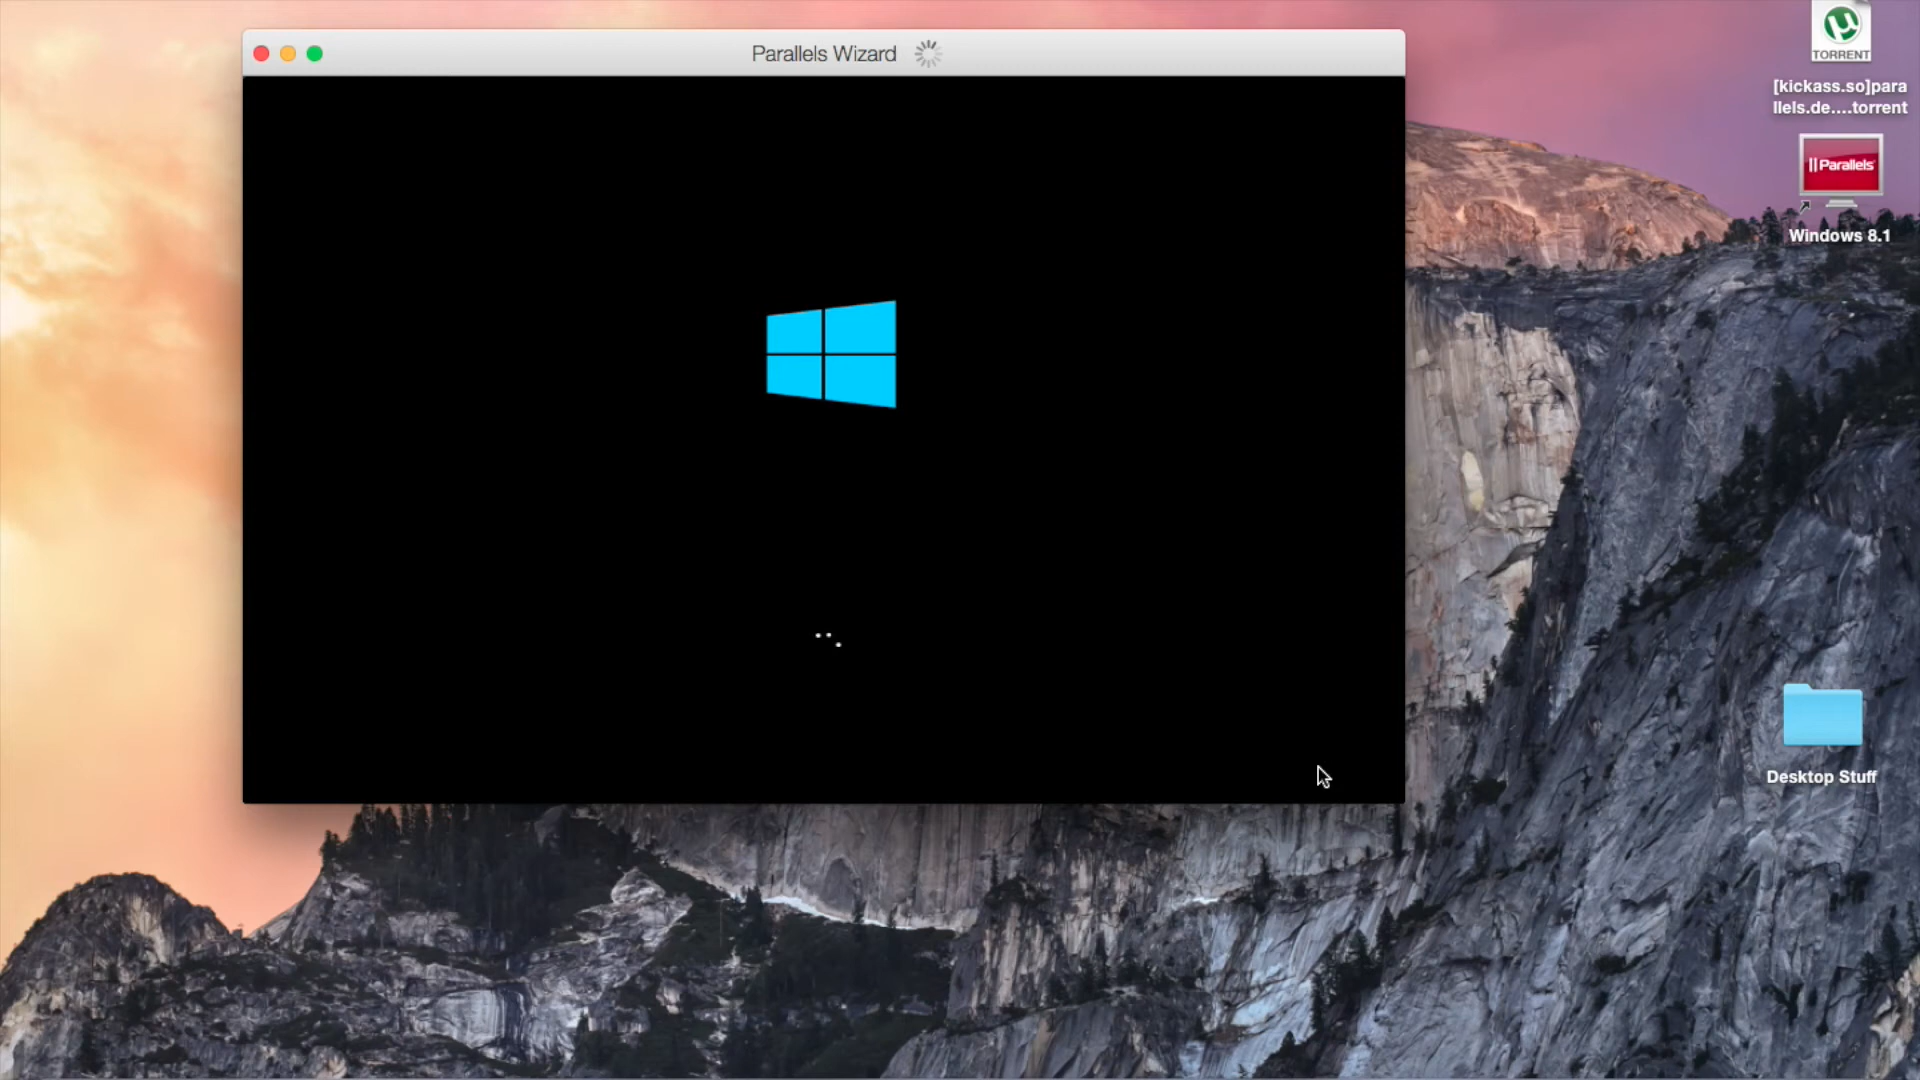 Parallels Wizard
TORRENT
[kickass.so]para
llels.de....torrent
Parallels
Windows 8.1
Desktop Stuff